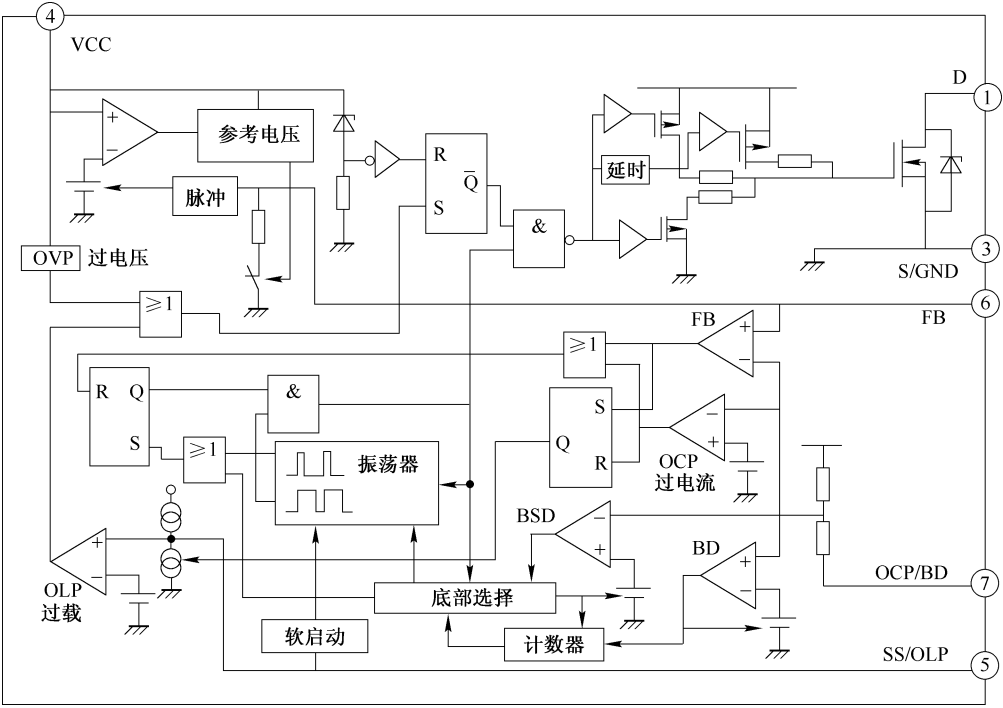 4
VCC
D
1
+
−
参考电压
R
Q̅
S
延时
脉冲
&
3
S/GND
OVP 过电压
≥1
6
FB
FB
+
−
≥1
R Q
S
&
S
Q
R
−
+
OCP
过电流
≥1
振荡器
BSD
−
+
BD
+
−
OCP/BD
7
+
−
OLP
过载
底部选择
软启动
计数器
SS/OLP
5